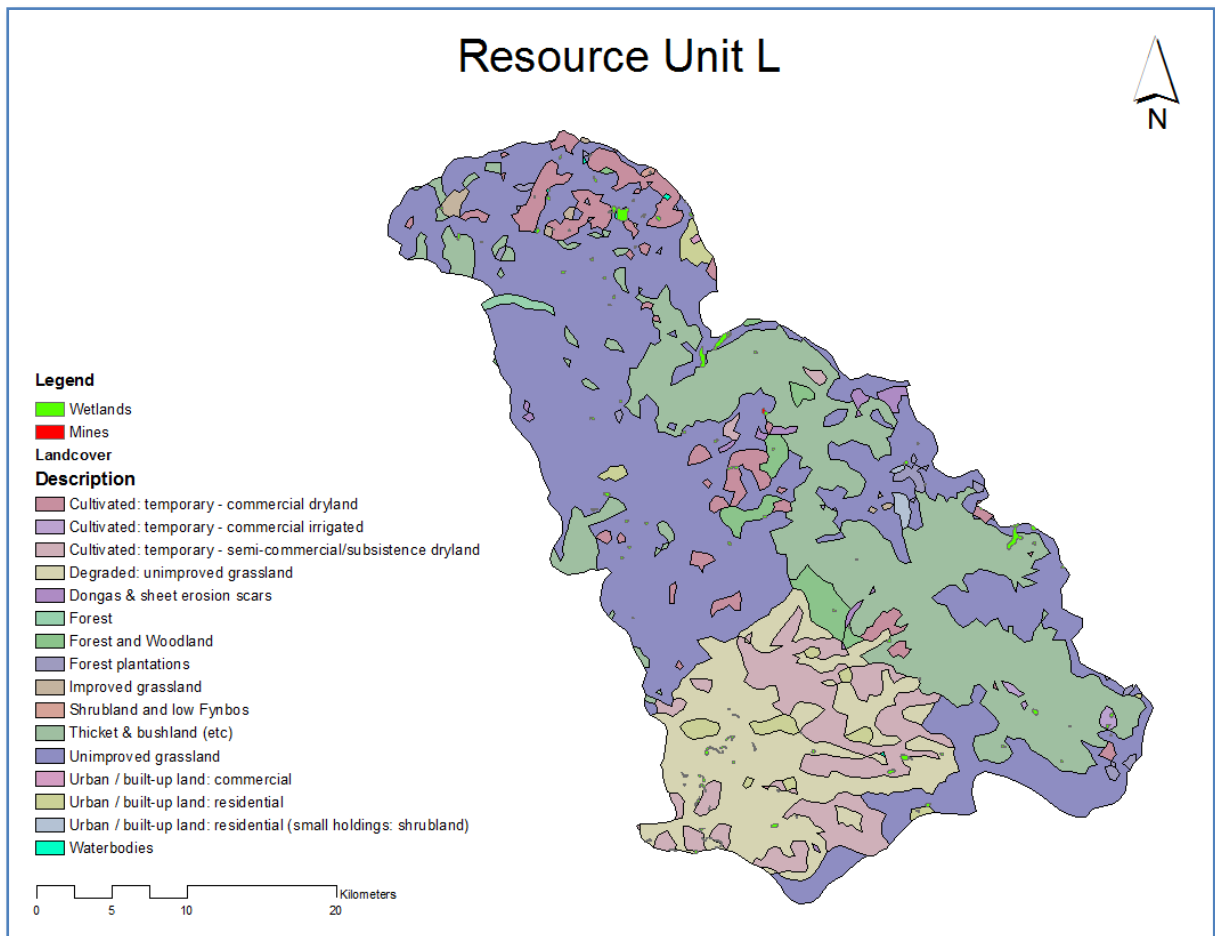 Resource Unit L
N
Legend
Wetlands
Mines
Landcover
Description
Cultivated: temporary - commercial dryland
Cultivated: temporary - commercial irrigated
Cultivated: temporary - semi-commercial/subsistence dryland
Degraded: unimproved grassland
Dongas & sheet erosion scars
Forest
Forest and Woodland
Forest plantations
Improved grassland
Shrubland and low Fynbos
Thicket & bushland (etc)
Unimproved grassland
Urban / built-up land: commercial
Urban / built-up land: residential
Urban / built-up land: residential (small holdings: shrubland)
Waterbodies
Kilometers
0 5 10 20